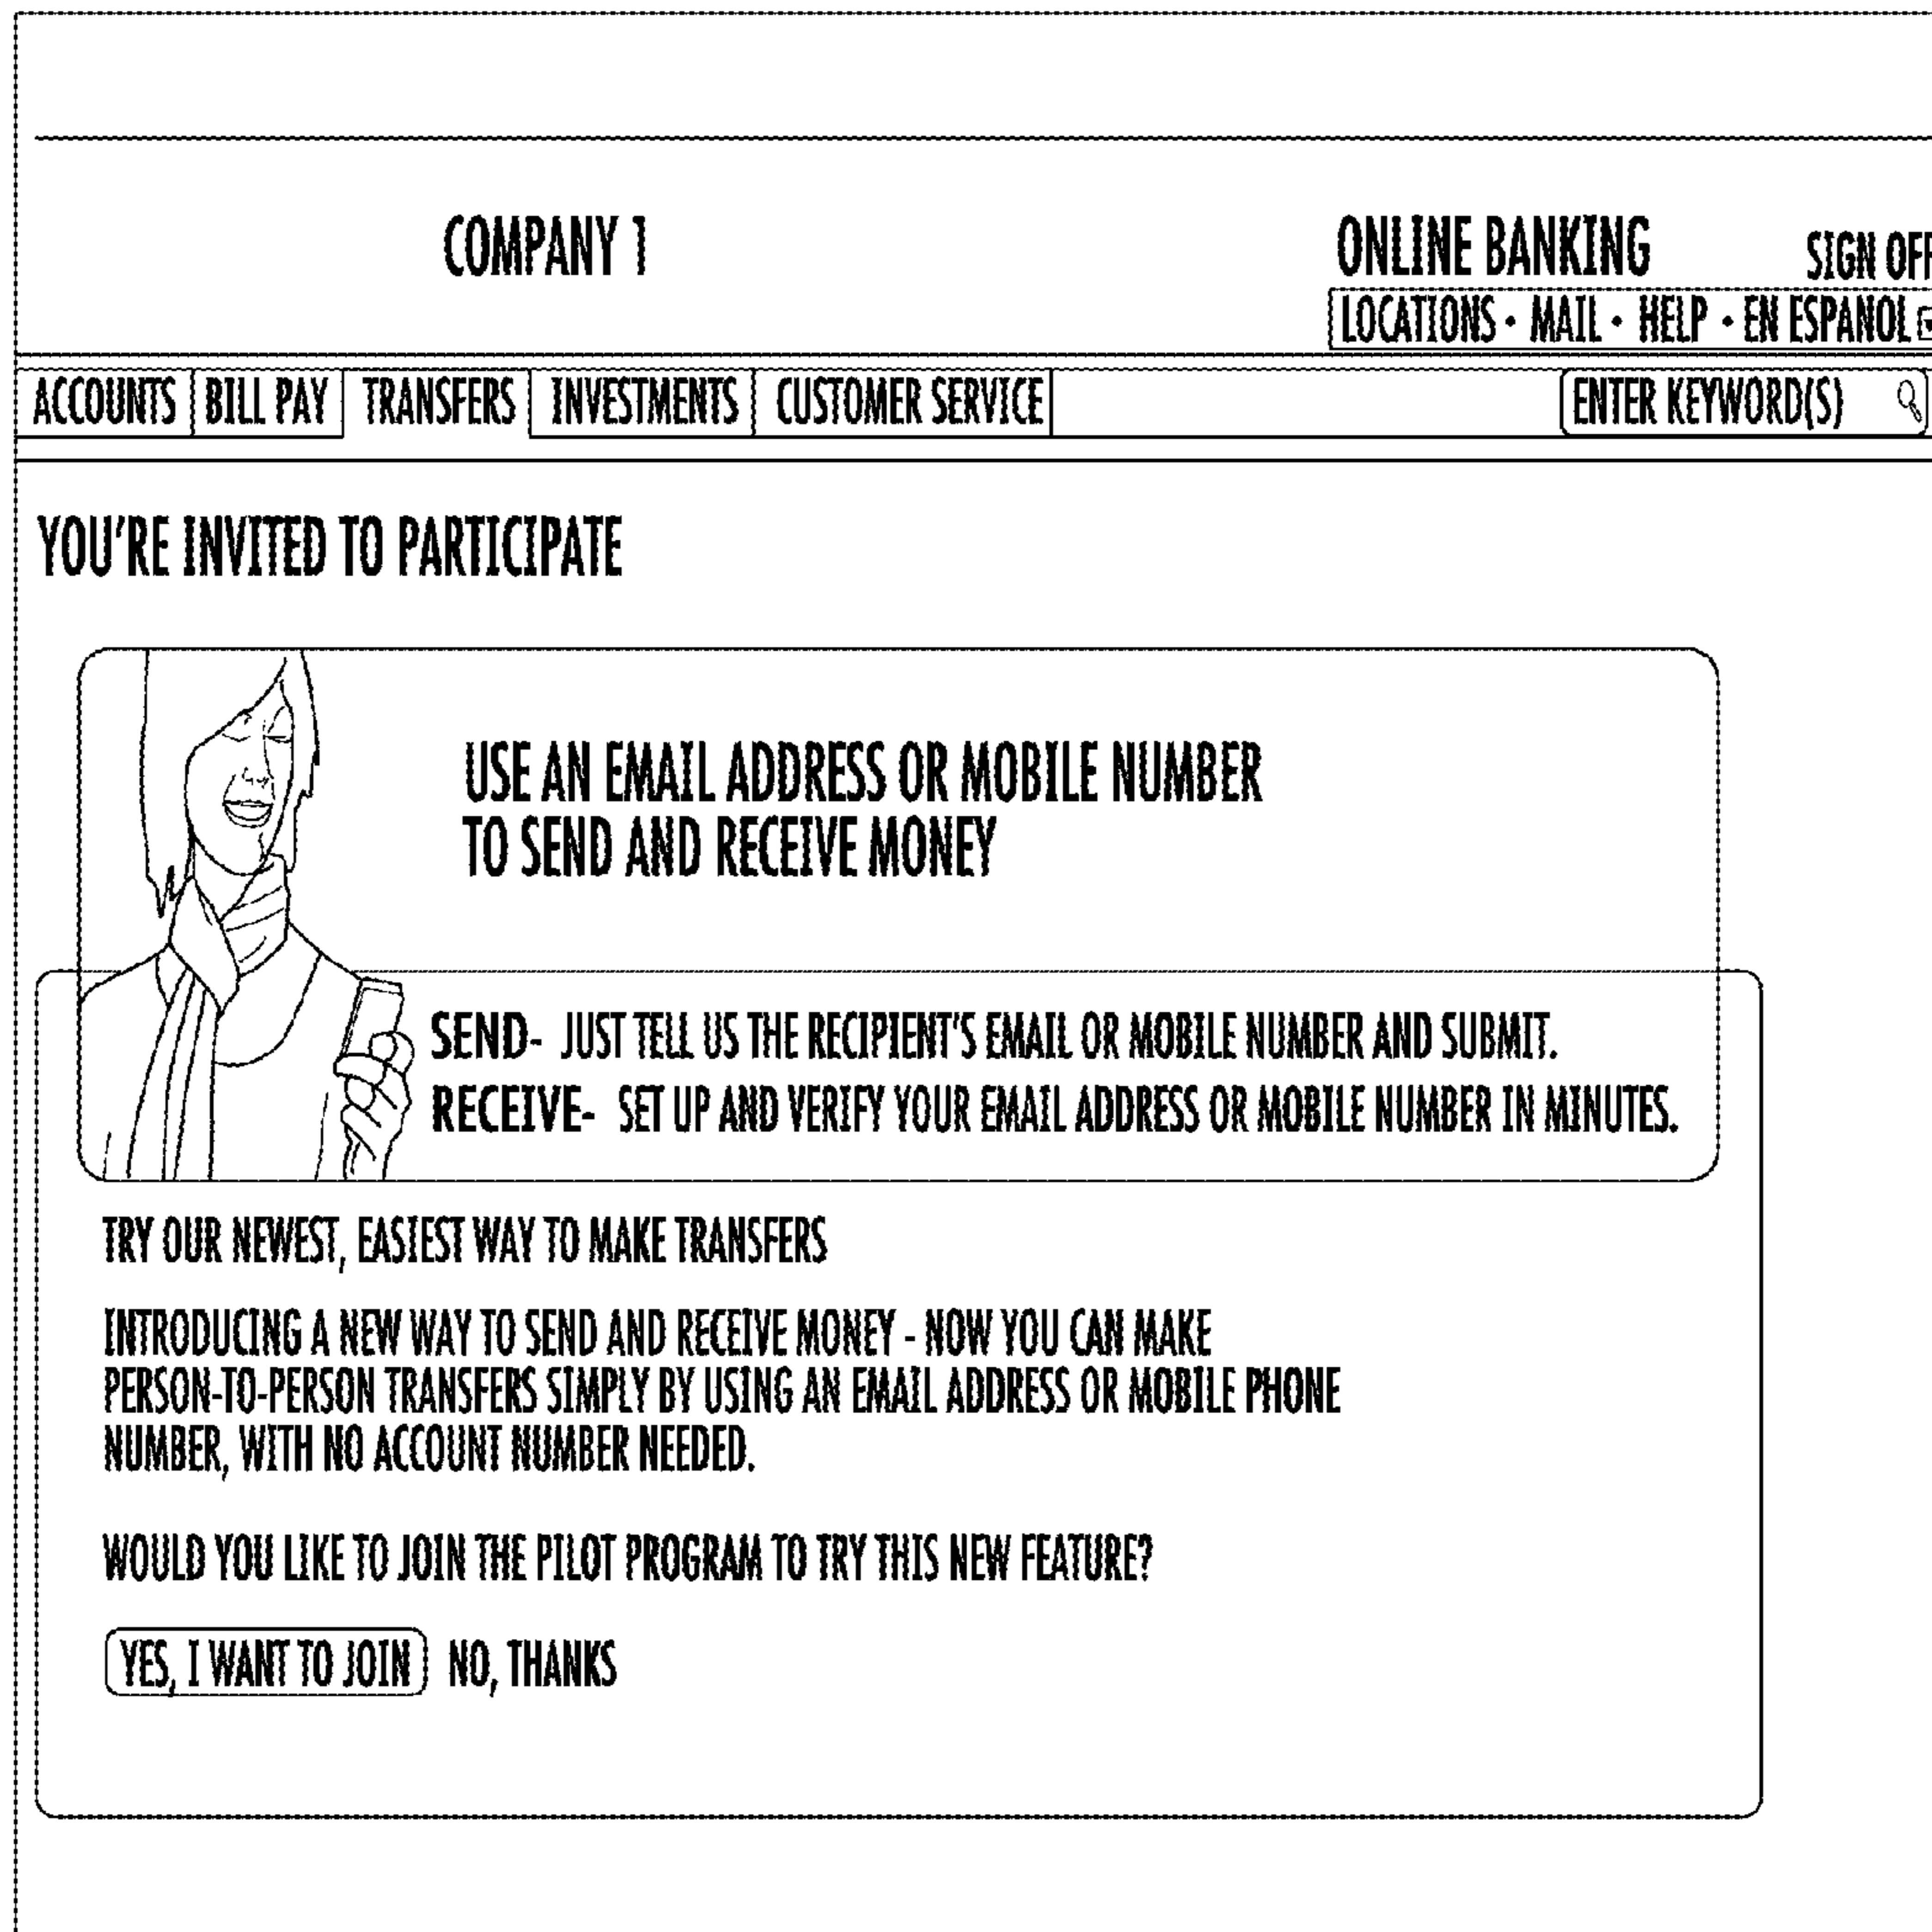 COMPANY 1
ONLINE BANKING
SIGN OFF
LOCATIONS · MAIL · HELP · EN ESPANOL
ACCOUNTS BILL PAY TRANSFERS INVESTMENTS CUSTOMER SERVICE ENTER KEYWORD(S)
YOU'RE INVITED TO PARTICIPATE
USE AN EMAIL ADDRESS OR MOBILE NUMBER
TO SEND AND RECEIVE MONEY
SEND- JUST TELL US THE RECIPIENT'S EMAIL OR MOBILE NUMBER AND SUBMIT.
RECEIVE- SET UP AND VERIFY YOUR EMAIL ADDRESS OR MOBILE NUMBER IN MINUTES.
TRY OUR NEWEST, EASIEST WAY TO MAKE TRANSFERS
INTRODUCING A NEW WAY TO SEND AND RECEIVE MONEY - NOW YOU CAN MAKE
PERSON-TO-PERSON TRANSFERS SIMPLY BY USING AN EMAIL ADDRESS OR MOBILE PHONE
NUMBER, WITH NO ACCOUNT NUMBER NEEDED.
WOULD YOU LIKE TO JOIN THE PILOT PROGRAM TO TRY THIS NEW FEATURE?
YES, I WANT TO JOIN NO, THANKS